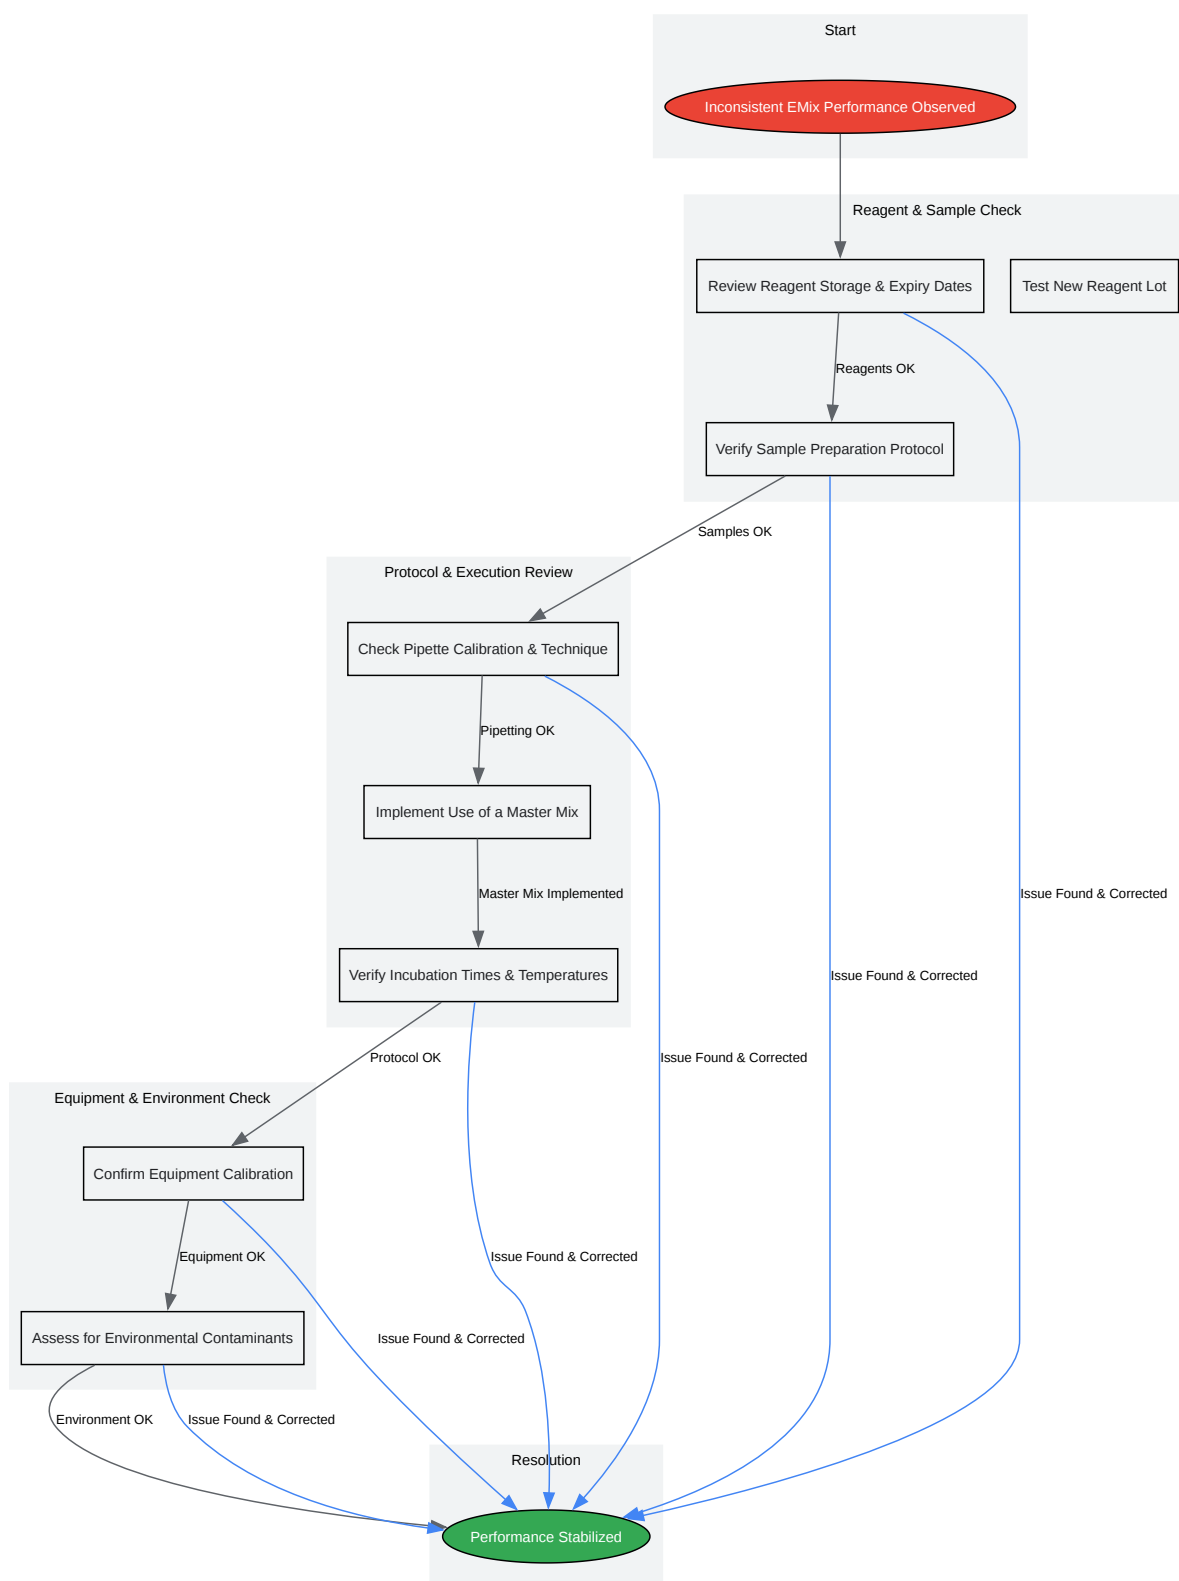 Start
Inconsistent EMix Performance Observed
Reagent & Sample Check
Review Reagent Storage & Expiry Dates
Test New Reagent Lot
Reagents OK
Verify Sample Preparation Protocol
Samples OK
Protocol & Execution Review
Check Pipette Calibration & Technique
Pipetting OK
Implement Use of a Master Mix
Master Mix Implemented
Issue Found & Corrected
Verify Incubation Times & Temperatures
Issue Found & Corrected
Protocol OK
Issue Found & Corrected
Equipment & Environment Check
Confirm Equipment Calibration
Equipment OK
Issue Found & Corrected
Assess for Environmental Contaminants
Issue Found & Corrected
Environment OK
Issue Found & Corrected
Resolution
Performance Stabilized